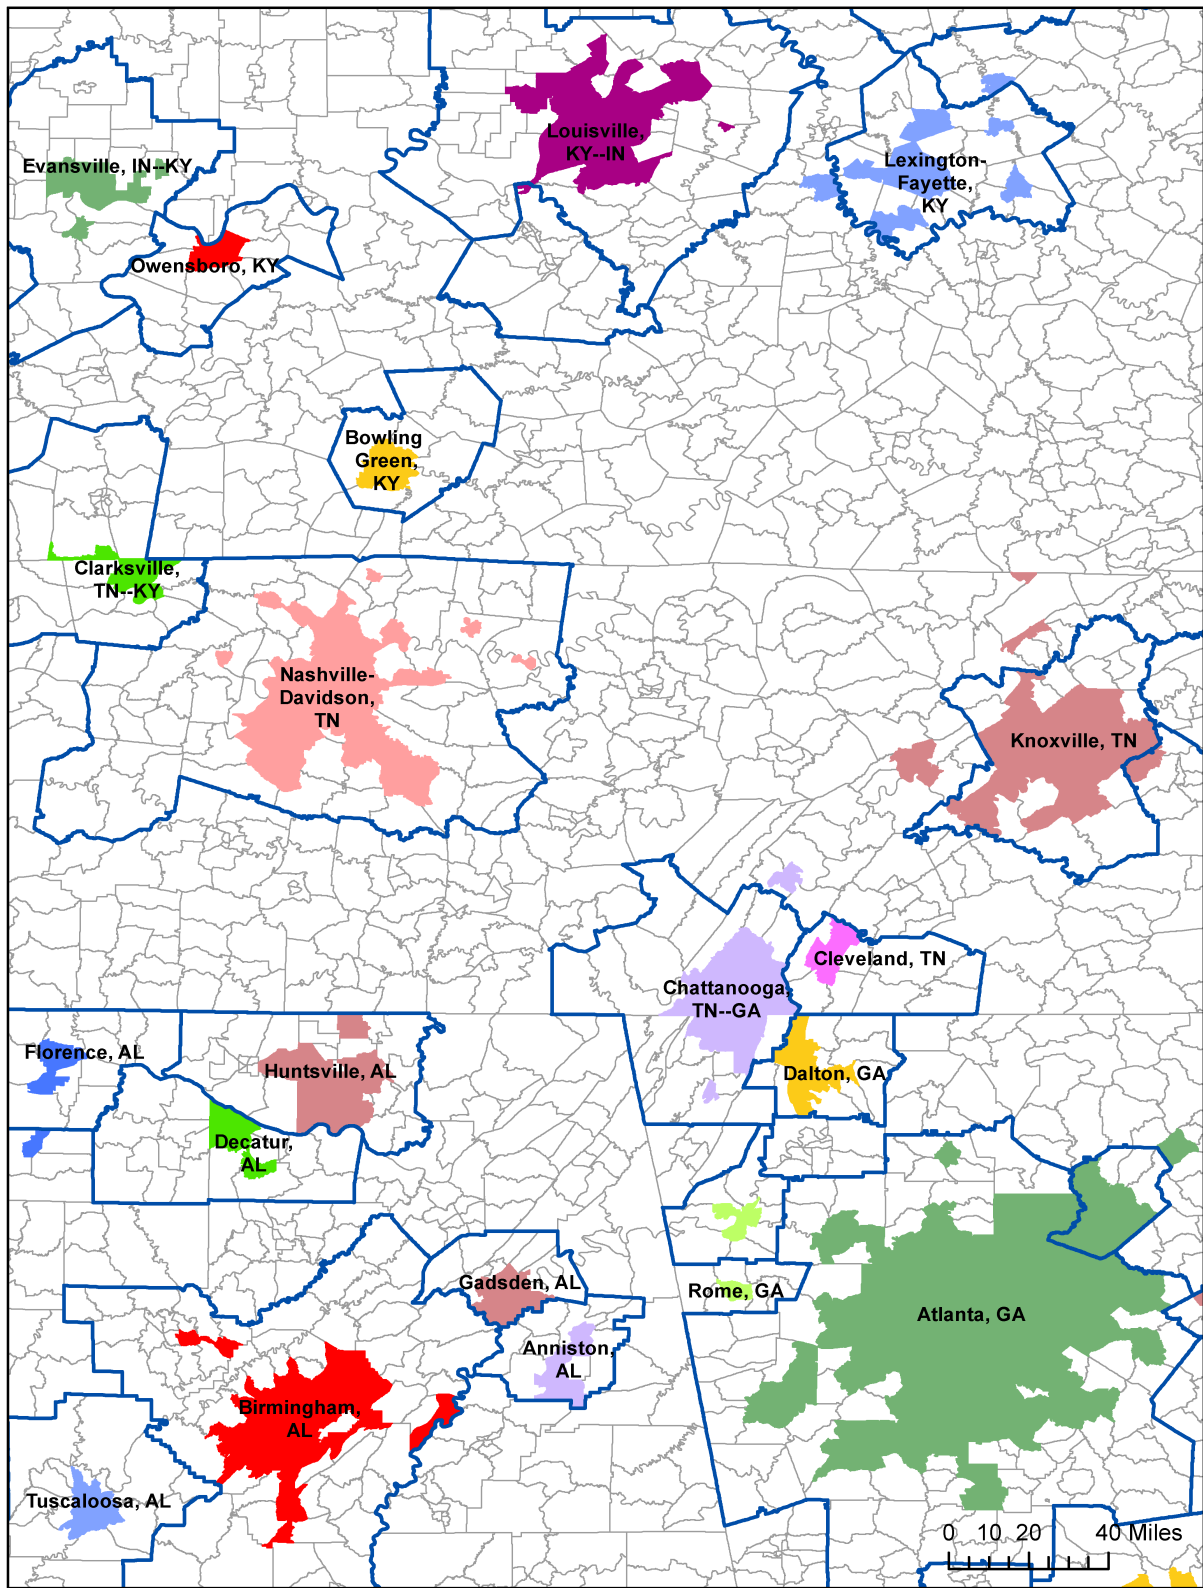 Louisville,
KY--IN
Evansville, IN--KY
Lexington-
Fayette,
KY
Owensboro, KY
Bowling
Green,
KY
Clarksville,
TN--KY
Nashville-
Davidson,
TN
Knoxville, TN
Cleveland, TN
Chattanooga,
TN--GA
Florence, AL
Huntsville, AL
Dalton, GA
Decatur,
AL
Gadsden, AL
Rome, GA
Atlanta, GA
Anniston,
AL
Birmingham,
AL
Tuscaloosa, AL
0 10 20 40 Miles